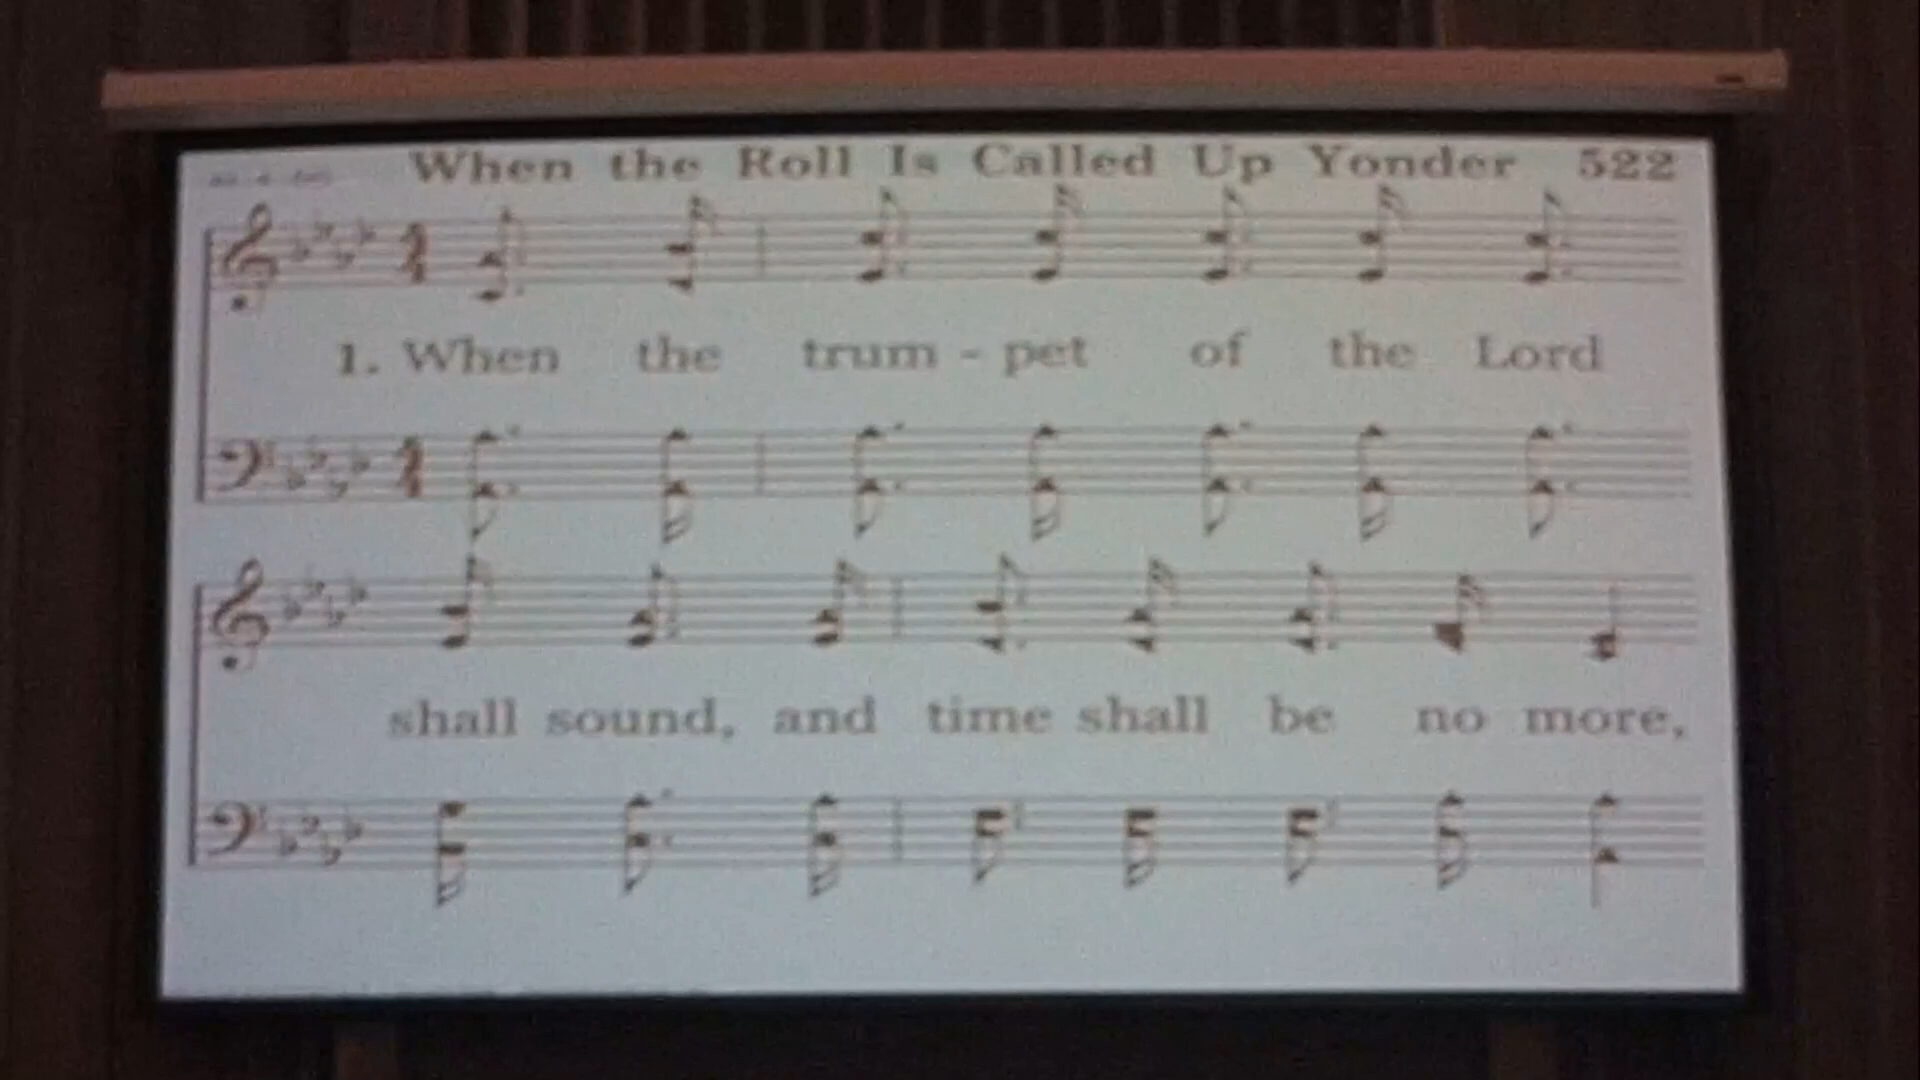 When the Roll Is Called Up Yonder 522
1. When the trum - pet of the Lord
shall sound, and time shall be no more,